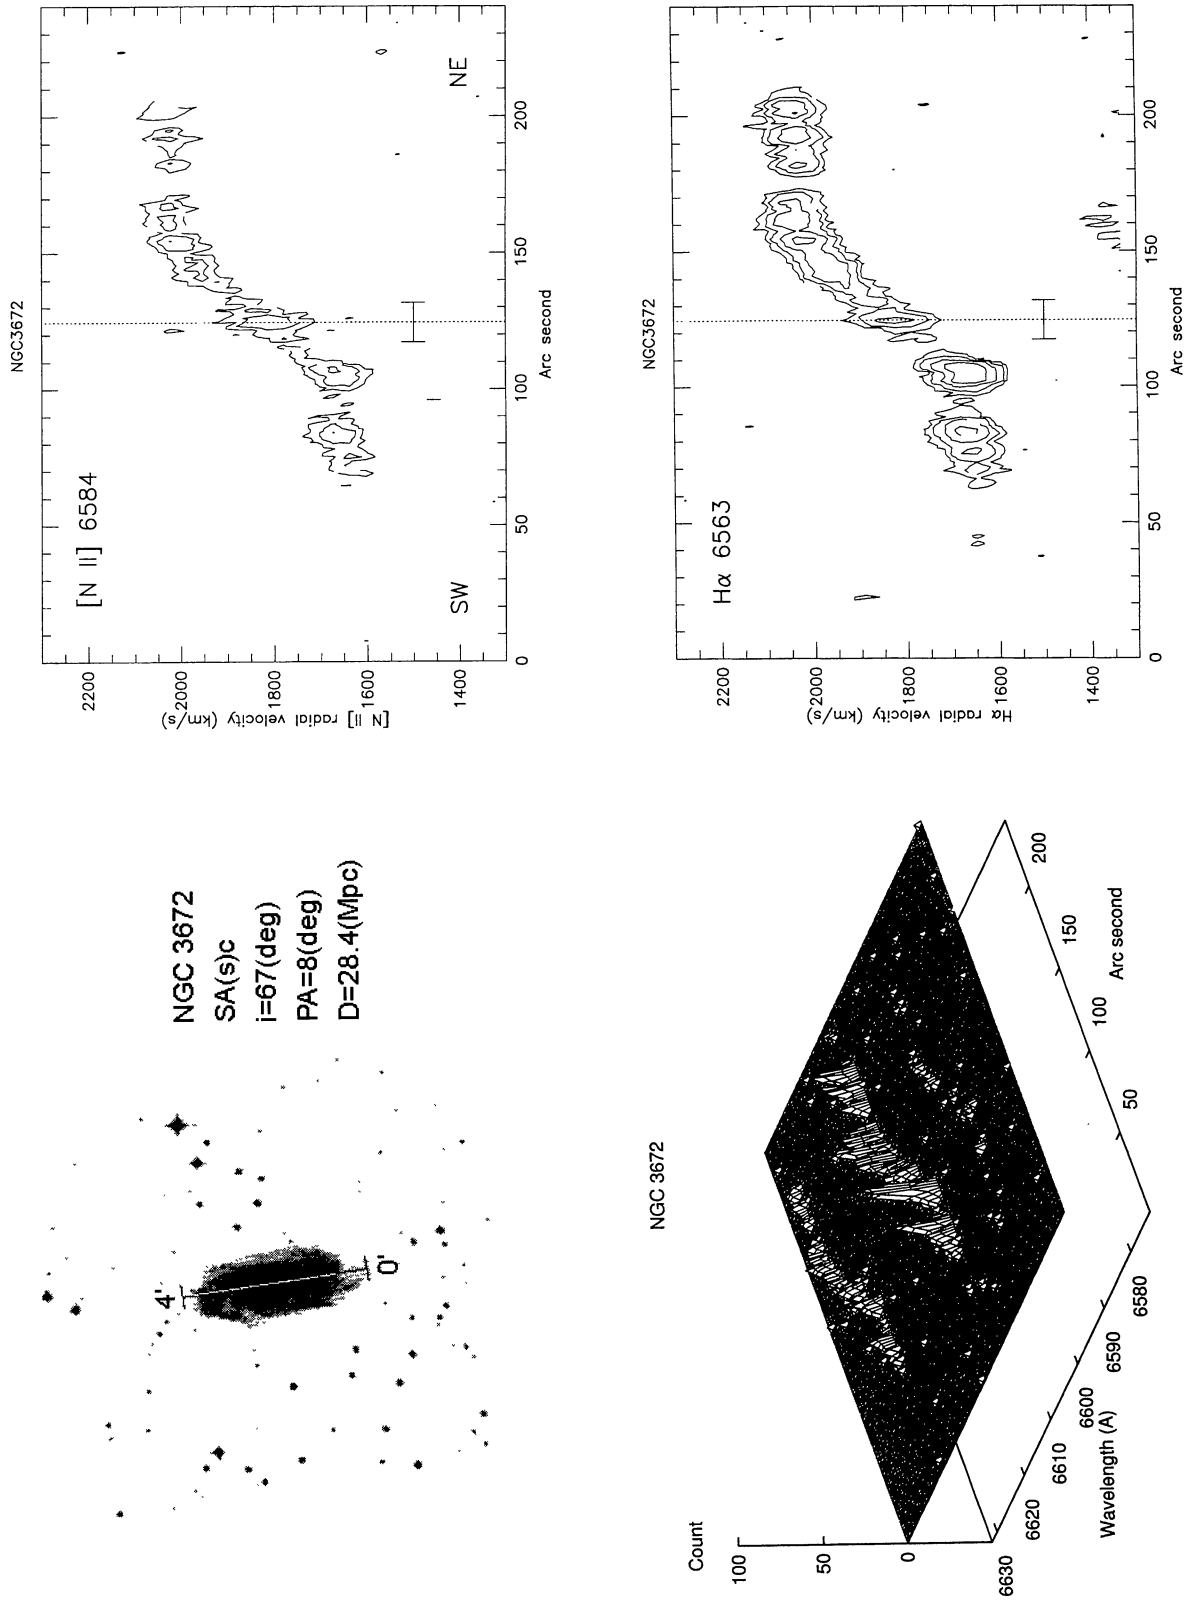 NGC3672
[N II] 6584
SW
NE
2200
2000
1800
1600
1400
[N II] radial velocity (km/s)
0
50
100
150
200
Arc second
NGC3672
Hα 6563
2200
2000
1800
1600
1400
Hα radial velocity (km/s)
0
50
100
150
200
Arc second
NGC 3672
SA(s)c
i=67(deg)
PA=8(deg)
D=28.4(Mpc)
4'
0'
NGC 3672
Count
100
50
0
6630
6620
6610
6600
6590
6580
Wavelength (A)
50
100
150
200
Arc second